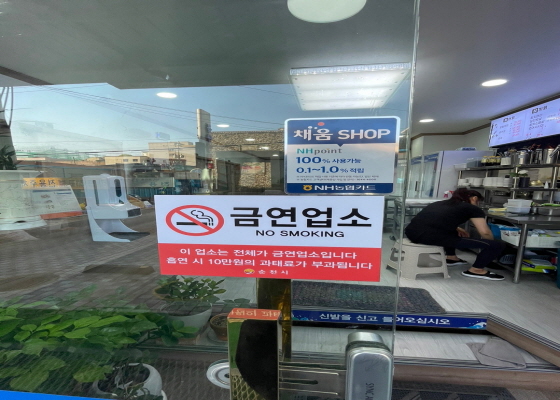 채움 SHOP
NHpoint
100% 사용가능
0.1~1.0% 적립
NH농협카드
금연업소
NO SMOKING
이 업소는 전체가 금연업소입니다
흡연 시 10만원의 과태료가 부과됩니다
순천시
신발을 신고 들어오십시오